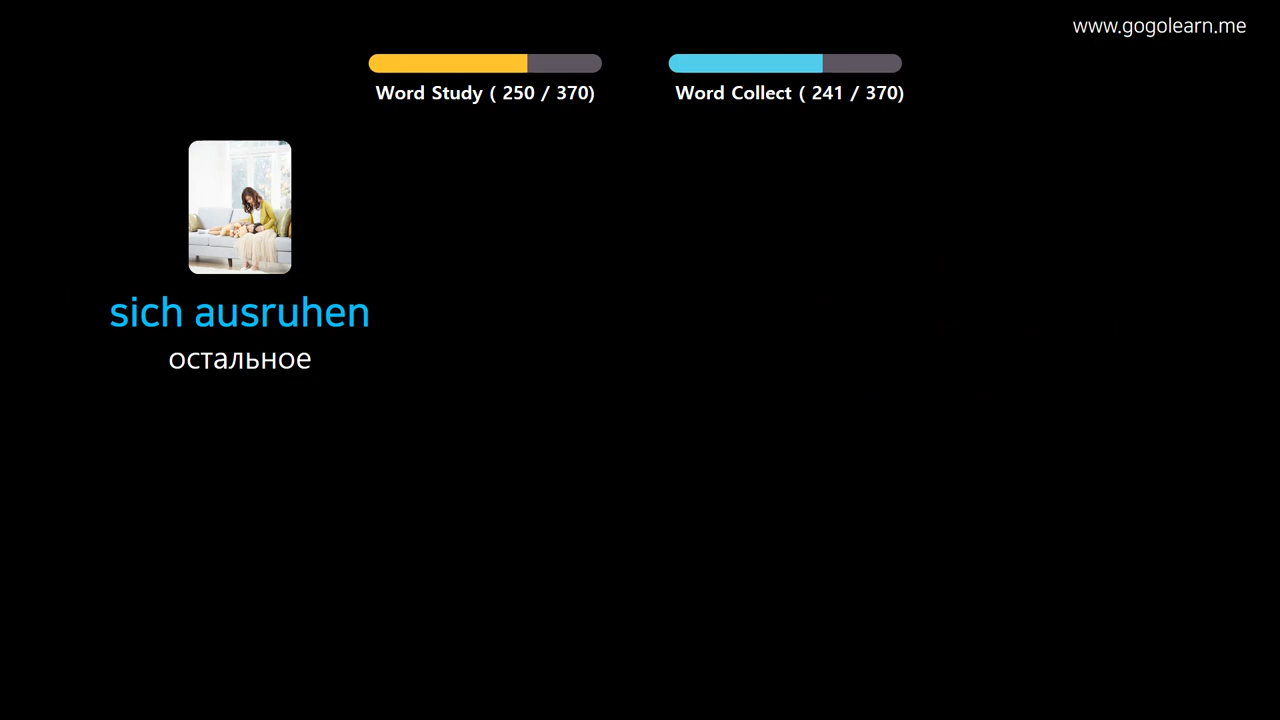 www.gogolearn.me
Word Study ( 250 / 370)
Word Collect ( 241 / 370)
sich ausruhen
остальное